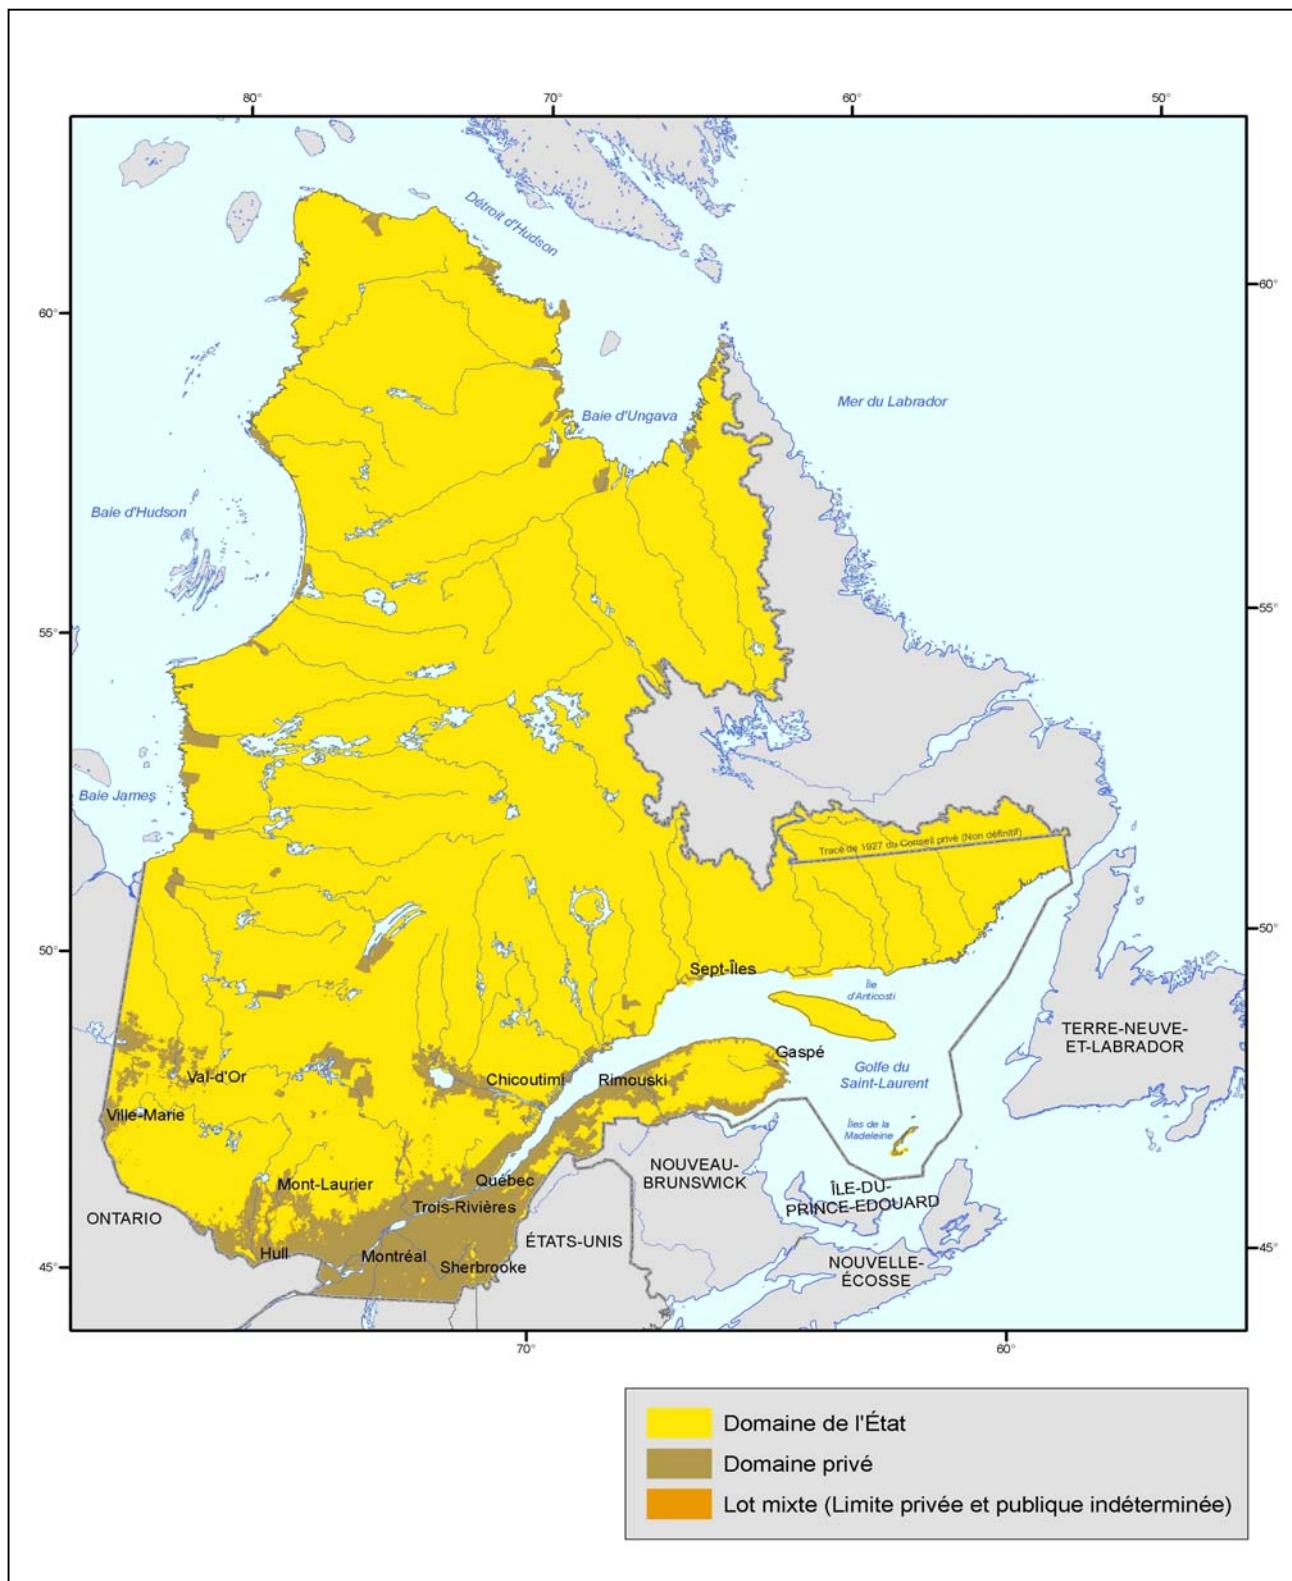 80°
70°
60°
50°
Détroit d'Hudson
60°
60°
Baie d'Ungava
Mer du Labrador
Baie d'Hudson
55°
55°
Baie James
Tracé de 1927 du Conseil privé (Non définitif)
50°
50°
Sept-Îles
Île
d'Anticosti
TERRE-NEUVE-
ET-LABRADOR
Gaspé
Val-d'Or
Chicoutimi
Rimouski
Golfe du
Saint-Laurent
Ville-Marie
Îles de la
Madeleine
NOUVEAU-
BRUNSWICK
Mont-Laurier
Québec
ÎLE-DU-
PRINCE-EDOUARD
Trois-Rivières
ONTARIO
ÉTATS-UNIS
Hull
Montréal
Sherbrooke
NOUVELLE-
ÉCOSSE
45°
45°
70°
60°
Domaine de l'État
Domaine privé
Lot mixte (Limite privée et publique indéterminée)